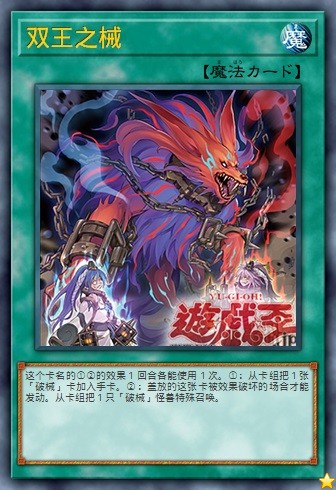 双王之械
魔
【魔法カード】
YU-GI-OH!
遊戯王
这个卡名的①②的效果1回合各能使用1次。①：从卡组把1张
「破械」卡加入手卡。②：盖放的这张卡被效果破坏的场合才能
发动。从卡组把1只「破械」怪兽特殊召唤。